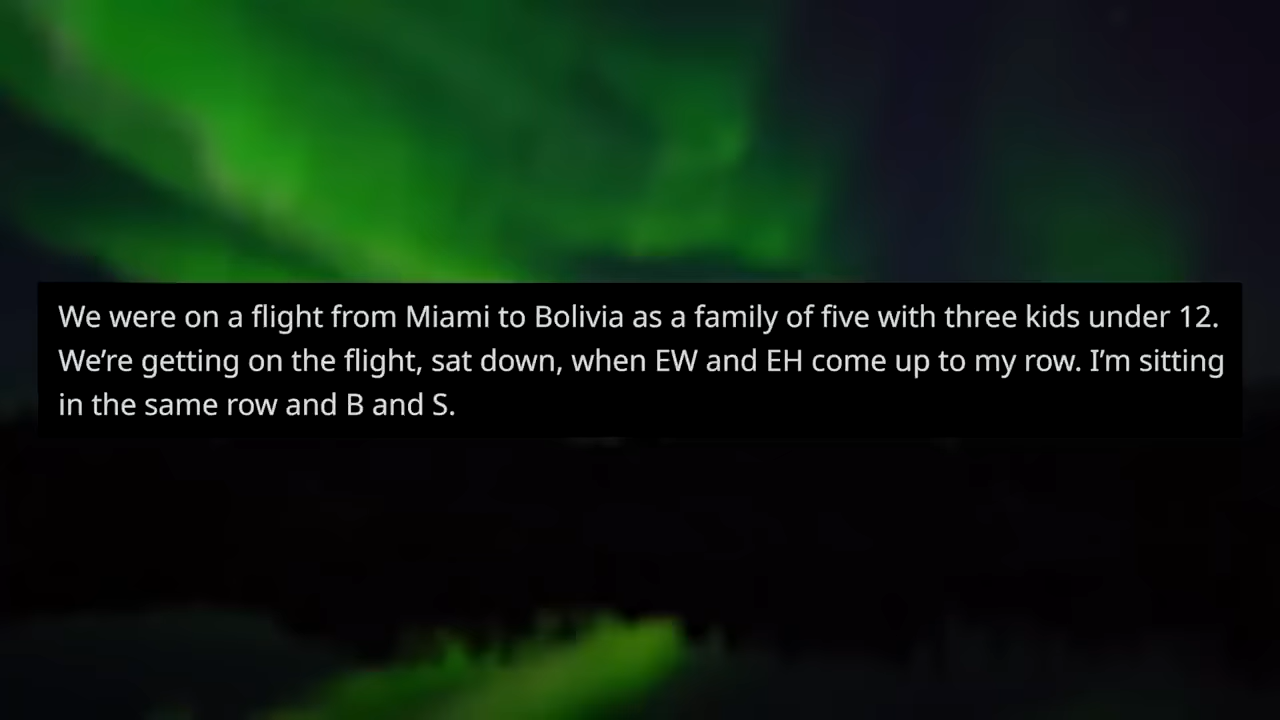 We were on a flight from Miami to Bolivia as a family of five with three kids under 12.
We’re getting on the flight, sat down, when EW and EH come up to my row. I’m sitting
in the same row and B and S.